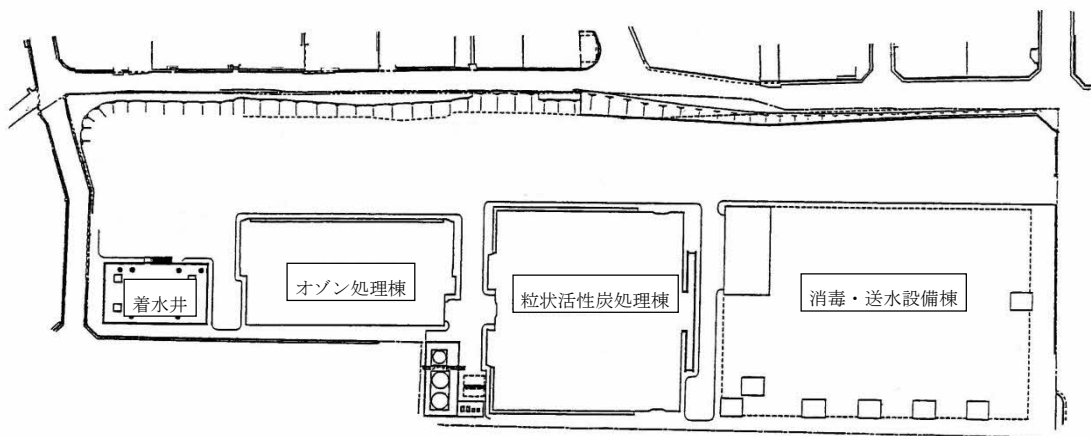 着水井
オゾン処理棟
粒状活性炭処理棟
消毒・送水設備棟